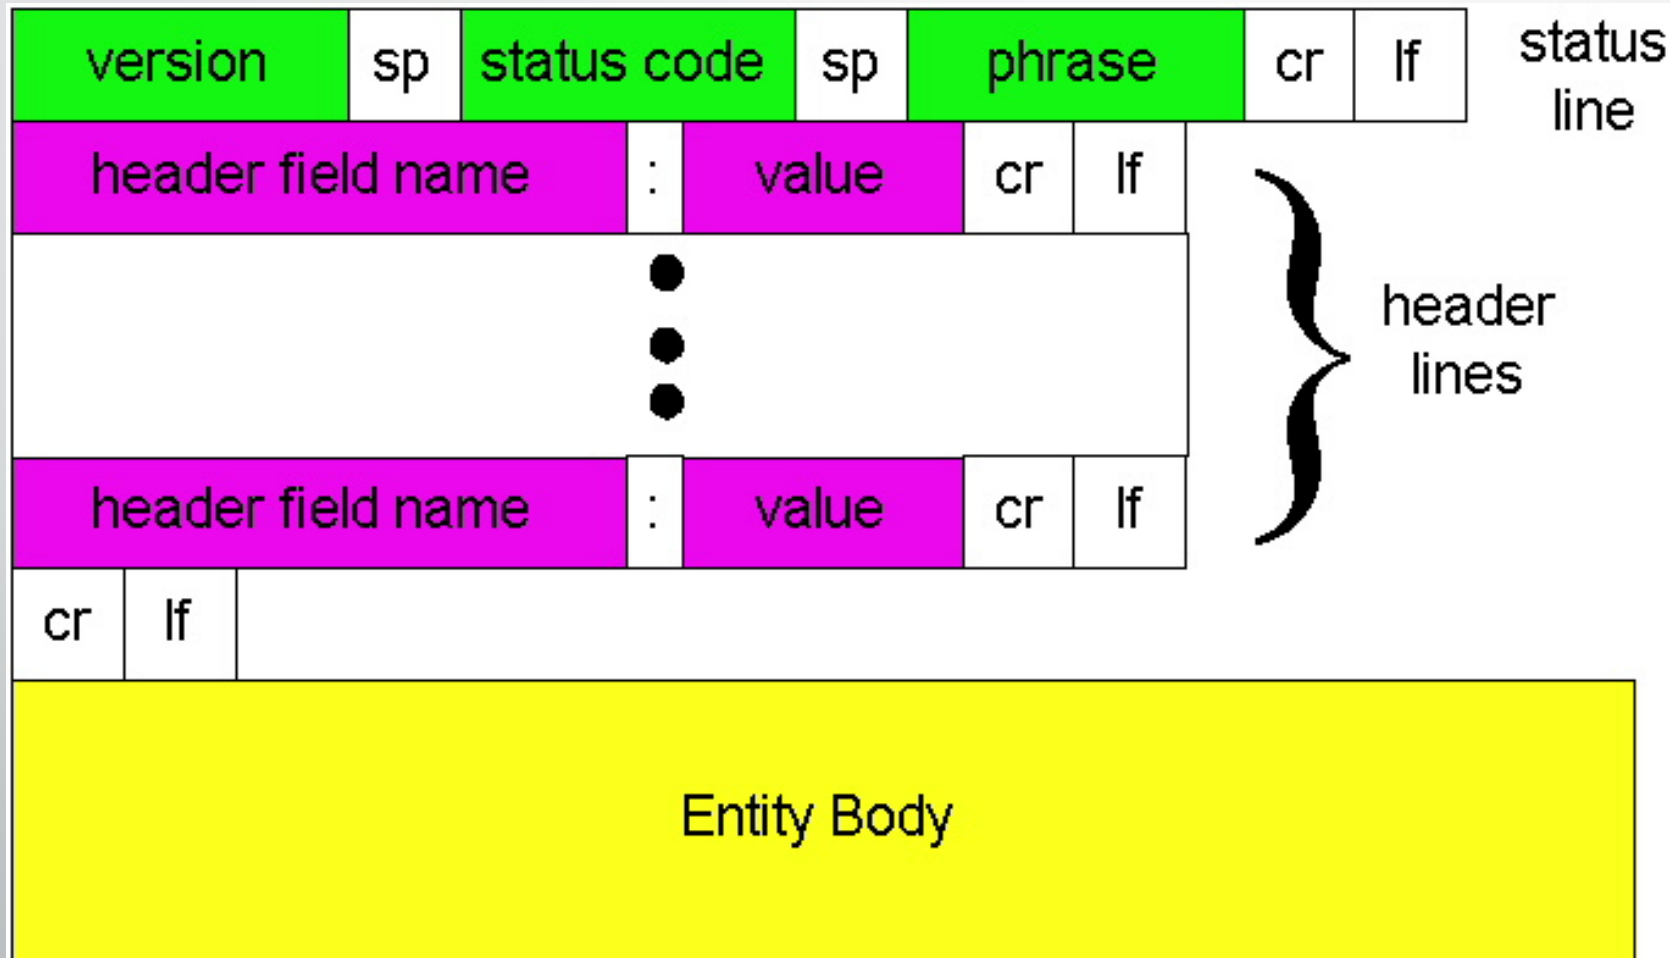 version sp status code sp phrase cr lf
status
line
header field name : value cr lf
header
lines
header field name : value cr lf
cr lf
Entity Body